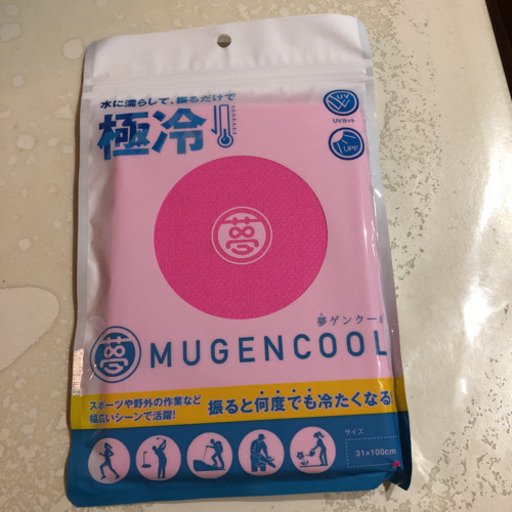 水に濡らして、振るだけで
極冷
UVカット
UPF
夢
夢ゲンクール
夢 MUGENCOOL
スポーツや野外の作業など
幅広いシーンで活躍!
振ると何度でも冷たくなる
サイズ
31×100cm